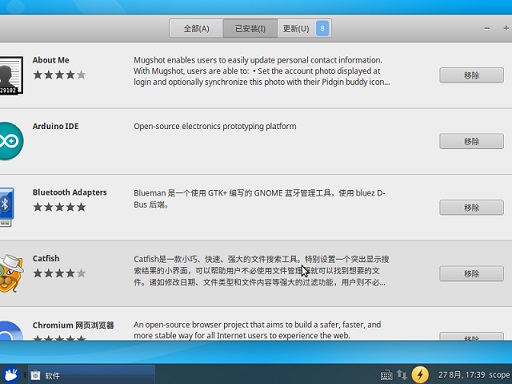 全部(A)
已安装(I)
更新(U)
8
About Me
Mugshot enables users to easily update personal contact information.
With Mugshot, users are able to: • Set the account photo displayed at
login and optionally synchronize this photo with their Pidgin buddy icon...
移除
29192
Arduino IDE
Open-source electronics prototyping platform
移除
Bluetooth Adapters
Blueman 是一个使用 GTK+ 编写的 GNOME 蓝牙管理工具，使用 bluez D-
Bus 后端。
移除
Catfish
Catfish是一款小巧、快速、强大的文件搜索工具。特别设置一个突出显示搜
索结果的小界面，可以帮助用户不必使用文件管理器就可以找到想要的文
件。诸如修改日期、文件类型和文件内容等强大的过滤功能，用户则不必...
移除
Chromium 网页浏览器
An open-source browser project that aims to build a safer, faster, and
more stable way for all Internet users to experience the web.
移除
软件
27 8月, 17:39
scope